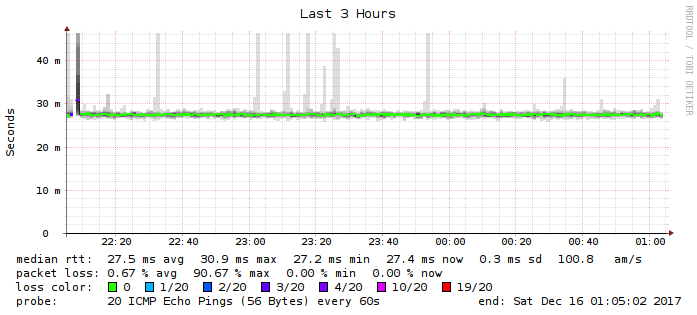 Last 3 Hours
RRDTOOL / TOBI OETIKER
Seconds
40 m
30 m
20 m
10 m
0
22:20 22:40 23:00 23:20 23:40 00:00 00:20 00:40 01:00
median rtt: 27.5 ms avg 30.9 ms max 27.2 ms min 27.4 ms now 0.3 ms sd 100.8 am/s
packet loss: 0.67 % avg 90.67 % max 0.00 % min 0.00 % now
loss color: 0 1/20 2/20 3/20 4/20 10/20 19/20
probe: 20 ICMP Echo Pings (56 Bytes) every 60s end: Sat Dec 16 01:05:02 2017